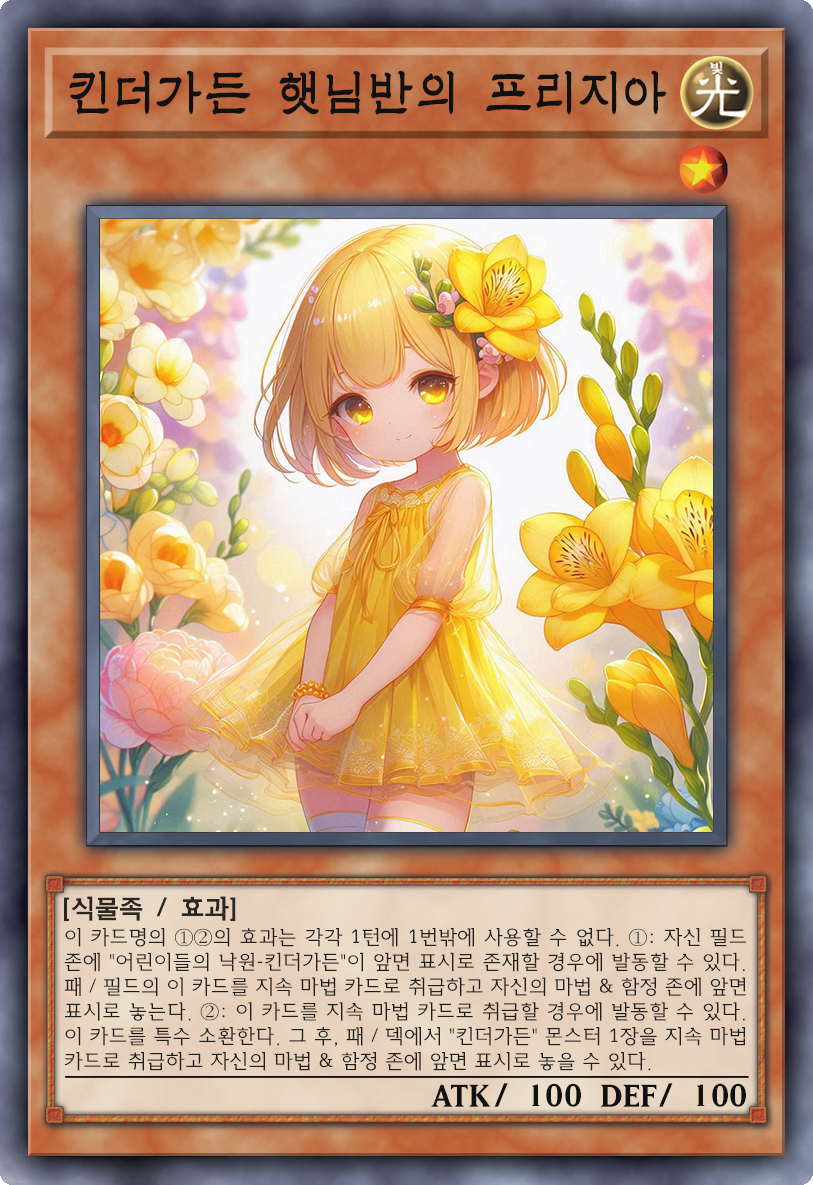 킨더가든 햇님반의 프리지아
빛
光
[식물족 / 효과]
이 카드명의 ①②의 효과는 각각 1턴에 1번밖에 사용할 수 없다. ①: 자신 필드
존에 "어린이들의 낙원-킨더가든"이 앞면 표시로 존재할 경우에 발동할 수 있다.
패 / 필드의 이 카드를 지속 마법 카드로 취급하고 자신의 마법 & 함정 존에 앞면
표시로 놓는다. ②: 이 카드를 지속 마법 카드로 취급할 경우에 발동할 수 있다.
이 카드를 특수 소환한다. 그 후, 패 / 덱에서 "킨더가든" 몬스터 1장을 지속 마법
카드로 취급하고 자신의 마법 & 함정 존에 앞면 표시로 놓을 수 있다.
ATK/ 100 DEF/ 100